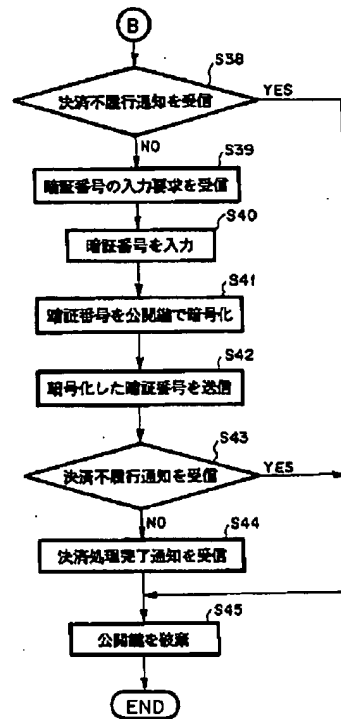 B
S38
決済不履行通知を受信
YES
NO
S39
暗証番号の入力要求を受信
S40
暗証番号を入力
S41
暗証番号を公開鍵で暗号化
S42
暗号化した暗証番号を送信
S43
決済不履行通知を受信
YES
NO
S44
決済処理完了通知を受信
S45
公開鍵を破棄
END